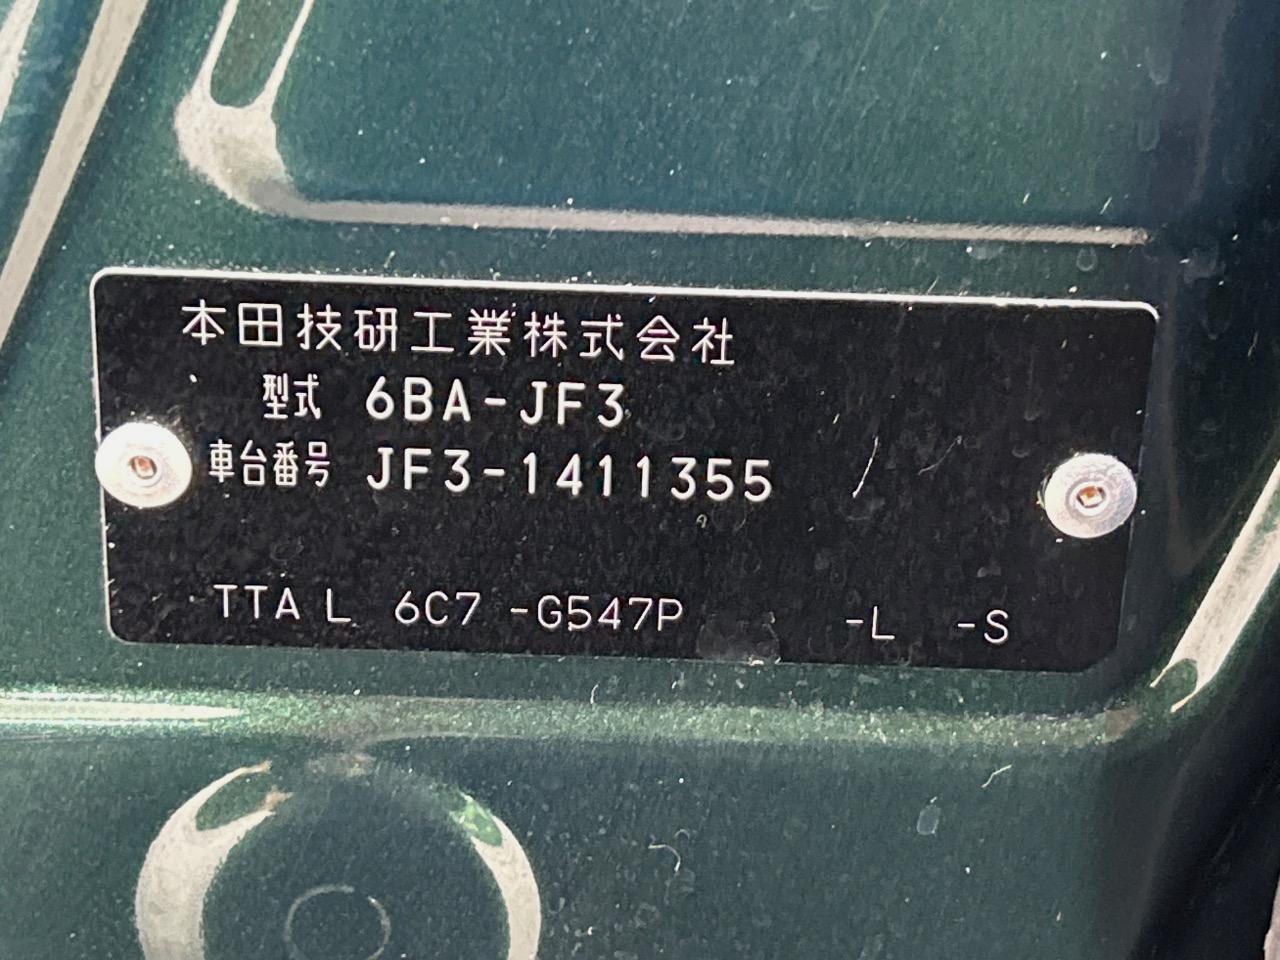 本田技研工業株式会社
型式 6BA-JF3
車台番号 JF3-1411355
TTA L 6C7 -G547P -L -S